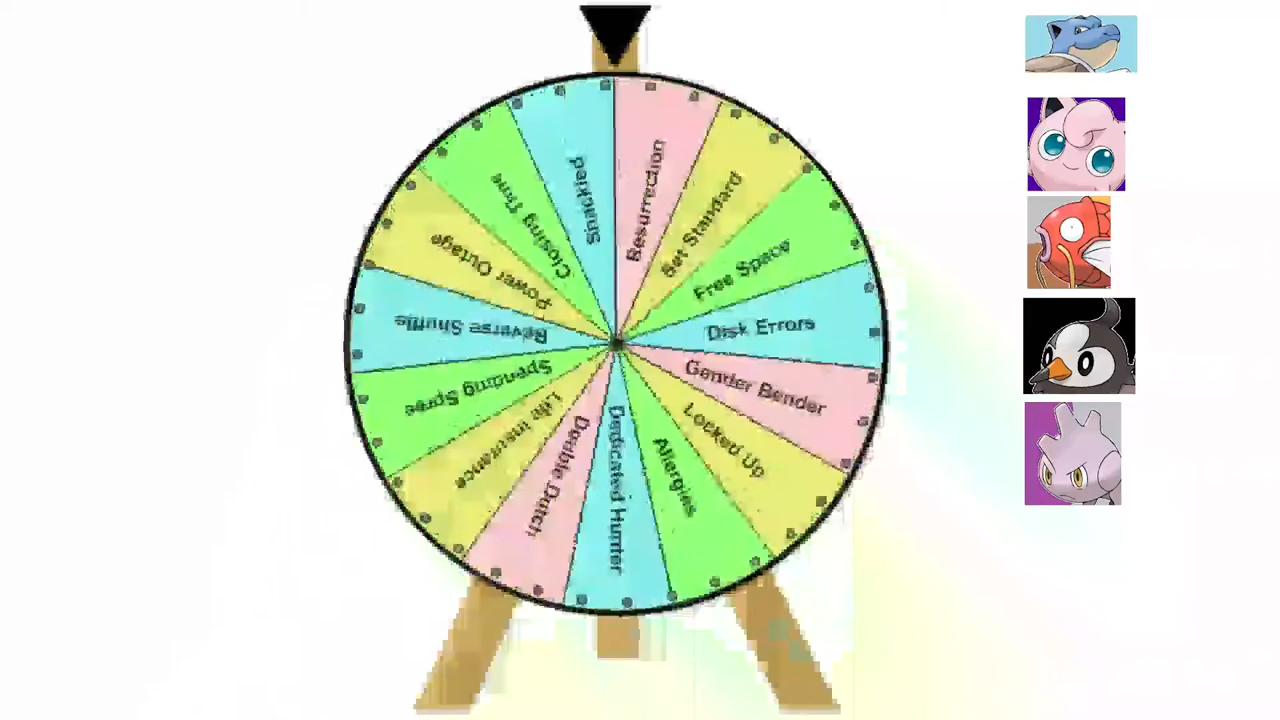 Resurrection
Set Standard
Free Space
Disk Errors
Gender Bender
Locked Up
Allergies
Dedicated Hunter
Double Dutch
Life Insurance
Spending Spree
Reverse Shuffle
Power Outage
Closing Time